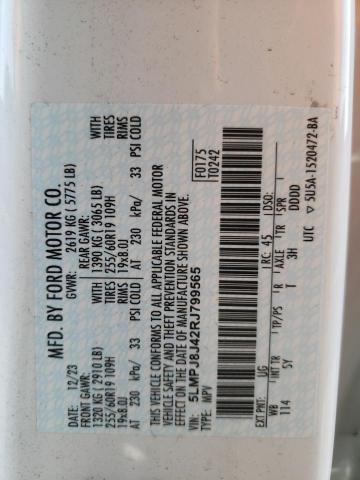 MFD. BY FORD MOTOR CO.
DATE: 12/23 GVWR: 2619 KG ( 5775 LB)
FRONT GAWR: REAR GAWR:
1320 KG ( 2910 LB) WITH 1390 KG ( 3065 LB) WITH
255/60R19 109H TIRES 255/60R19 109H TIRES
19x8.0J RIMS 19x8.0J RIMS
AT 230 kPa/ 33 PSI COLD AT 230 kPa/ 33 PSI COLD
THIS VEHICLE CONFORMS TO ALL APPLICABLE FEDERAL MOTOR
VEHICLE SAFETY AND THEFT PREVENTION STANDARDS IN
EFFECT ON THE DATE OF MANUFACTURE SHOWN ABOVE.
VIN: 5LMPJ8J42RJ799565 F0175
TYPE: MPV T0242
EXT PNT: UG RC: 45 DSO:
WB INT TR TP/PS R AXLE TR SPR
114 5Y T 3H DDDD
UTC ▽ 5U5A-1520472-BA